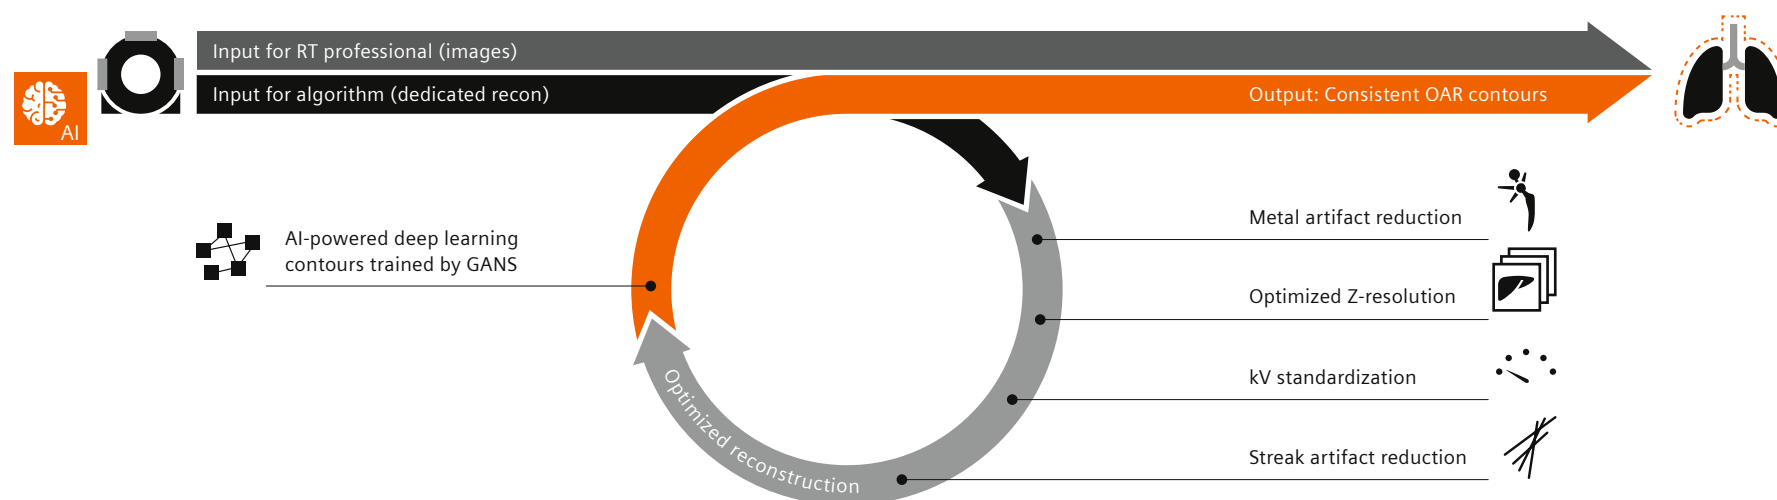 Input for RT professional (images)
AI
Input for algorithm (dedicated recon)
Output: Consistent OAR contours
AI-powered deep learning
contours trained by GANS
Metal artifact reduction
Optimized Z-resolution
kV standardization
Streak artifact reduction
Optimized reconstruction